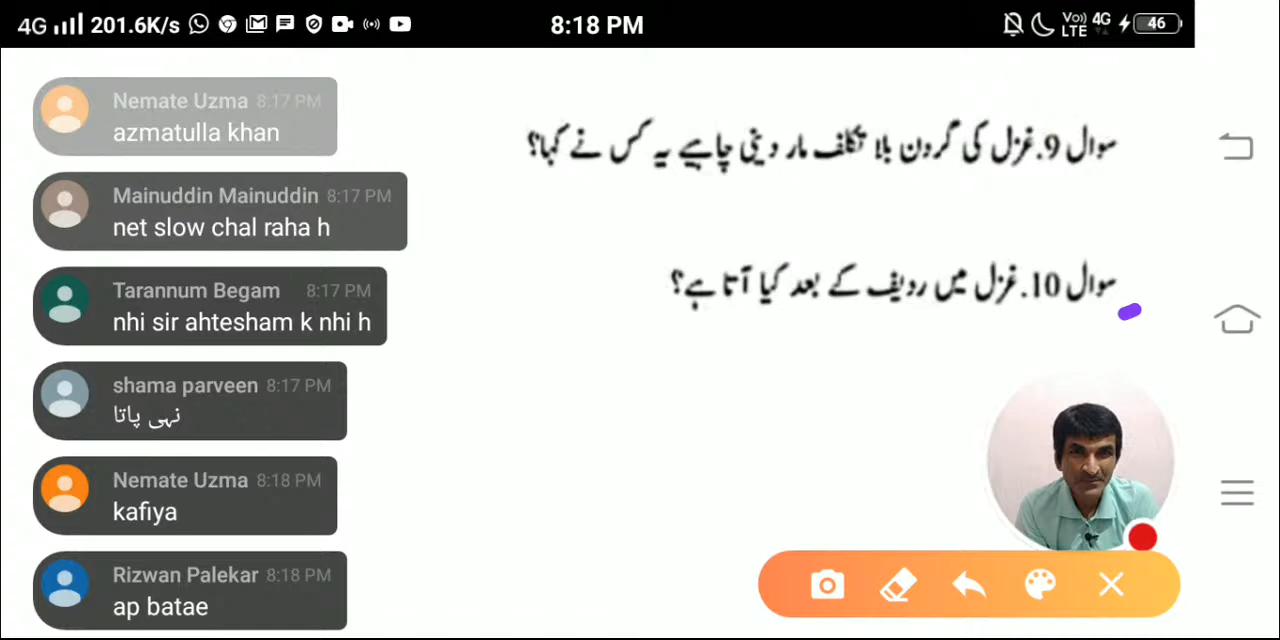 4G 201.6K/s 8:18 PM Vo) LTE 4G 46
Nemate Uzma 8:17 PM
azmatulla khan
Mainuddin Mainuddin 8:17 PM
net slow chal raha h
Tarannum Begam 8:17 PM
nhi sir ahtesham k nhi h
shama parveen 8:17 PM
نہی پاتا
Nemate Uzma 8:18 PM
kafiya
Rizwan Palekar 8:18 PM
ap batae
سوال 9.غزل کی گردن بلا تکلف مار دینی چاہیے یہ کس نے کہا؟
سوال 10.غزل میں ردیف کے بعد کیا آتا ہے؟